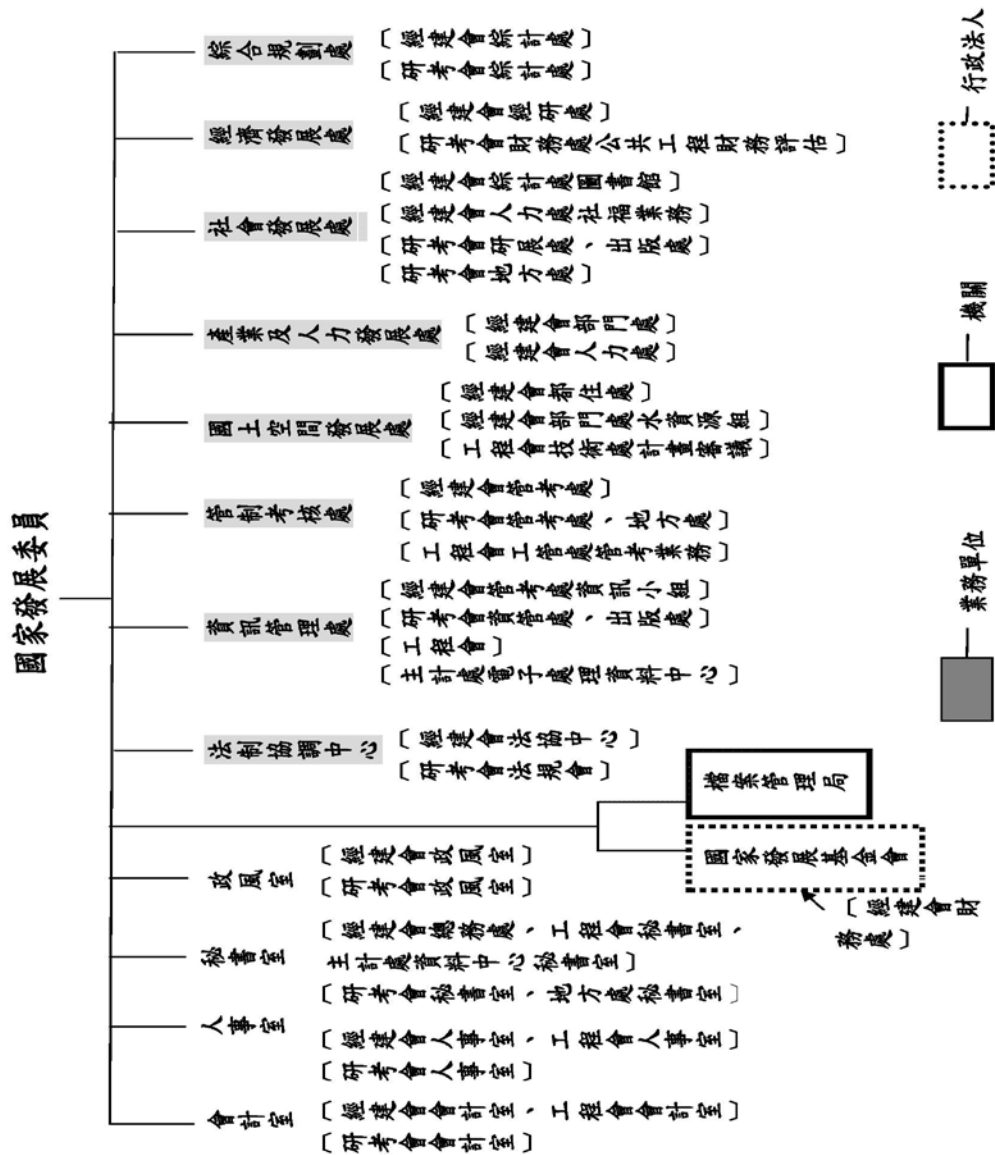 國家發展委員會
綜合規劃處
〔經建會綜計處〕
〔研考會綜計處〕
經濟發展處
〔經建會經研處〕
〔研考會財務處公共工程財務評估〕
社會發展處
〔經建會綜計處圖書館〕
〔經建會人力處社福業務〕
〔研考會研展處、出版處〕
〔研考會地方處〕
產業及人力發展處
〔經建會部門處〕
〔經建會人力處〕
國土空間發展處
〔經建會都住處〕
〔經建會部門處水資源組〕
〔工程會技術處計畫審議〕
管制考核處
〔經建會管考處〕
〔研考會管考處、地方處〕
〔工程會工管處管考業務〕
資訊管理處
〔經建會管考處資訊小組〕
〔研考會資管處、出版處〕
〔工程會〕
〔主計處電子處理資料中心〕
法制協調中心
〔經建會法協中心〕
〔研考會法規會〕
檔案管理局
國家發展基金會
〔經建會財
務處〕
政風室
〔經建會政風室〕
〔研考會政風室〕
秘書室
〔經建會總務處、工程會秘書室、
主計處資料中心秘書室〕
〔研考會秘書室、地方處秘書室〕
人事室
〔經建會人事室、工程會人事室〕
〔研考會人事室〕
會計室
〔經建會會計室、工程會會計室〕
〔研考會會計室〕
業務單位
機關
行政法人